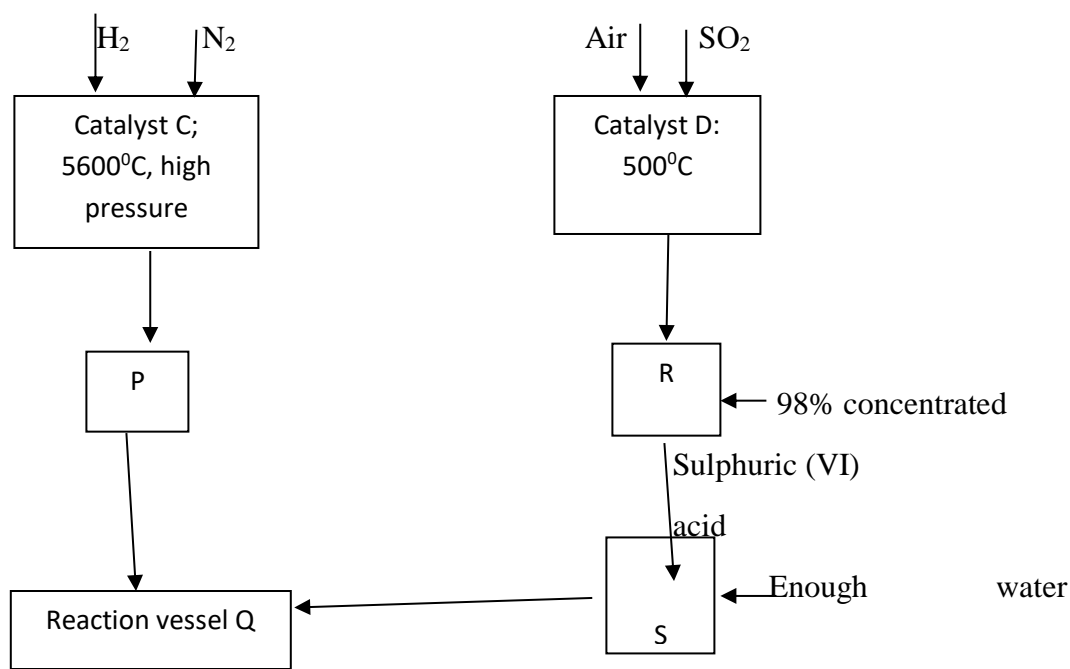 H₂ N₂ Air SO₂
Catalyst C;
5600⁰C, high
pressure
Catalyst D:
500⁰C
P
R
98% concentrated
Sulphuric (VI)
acid
Enough water
Reaction vessel Q
S